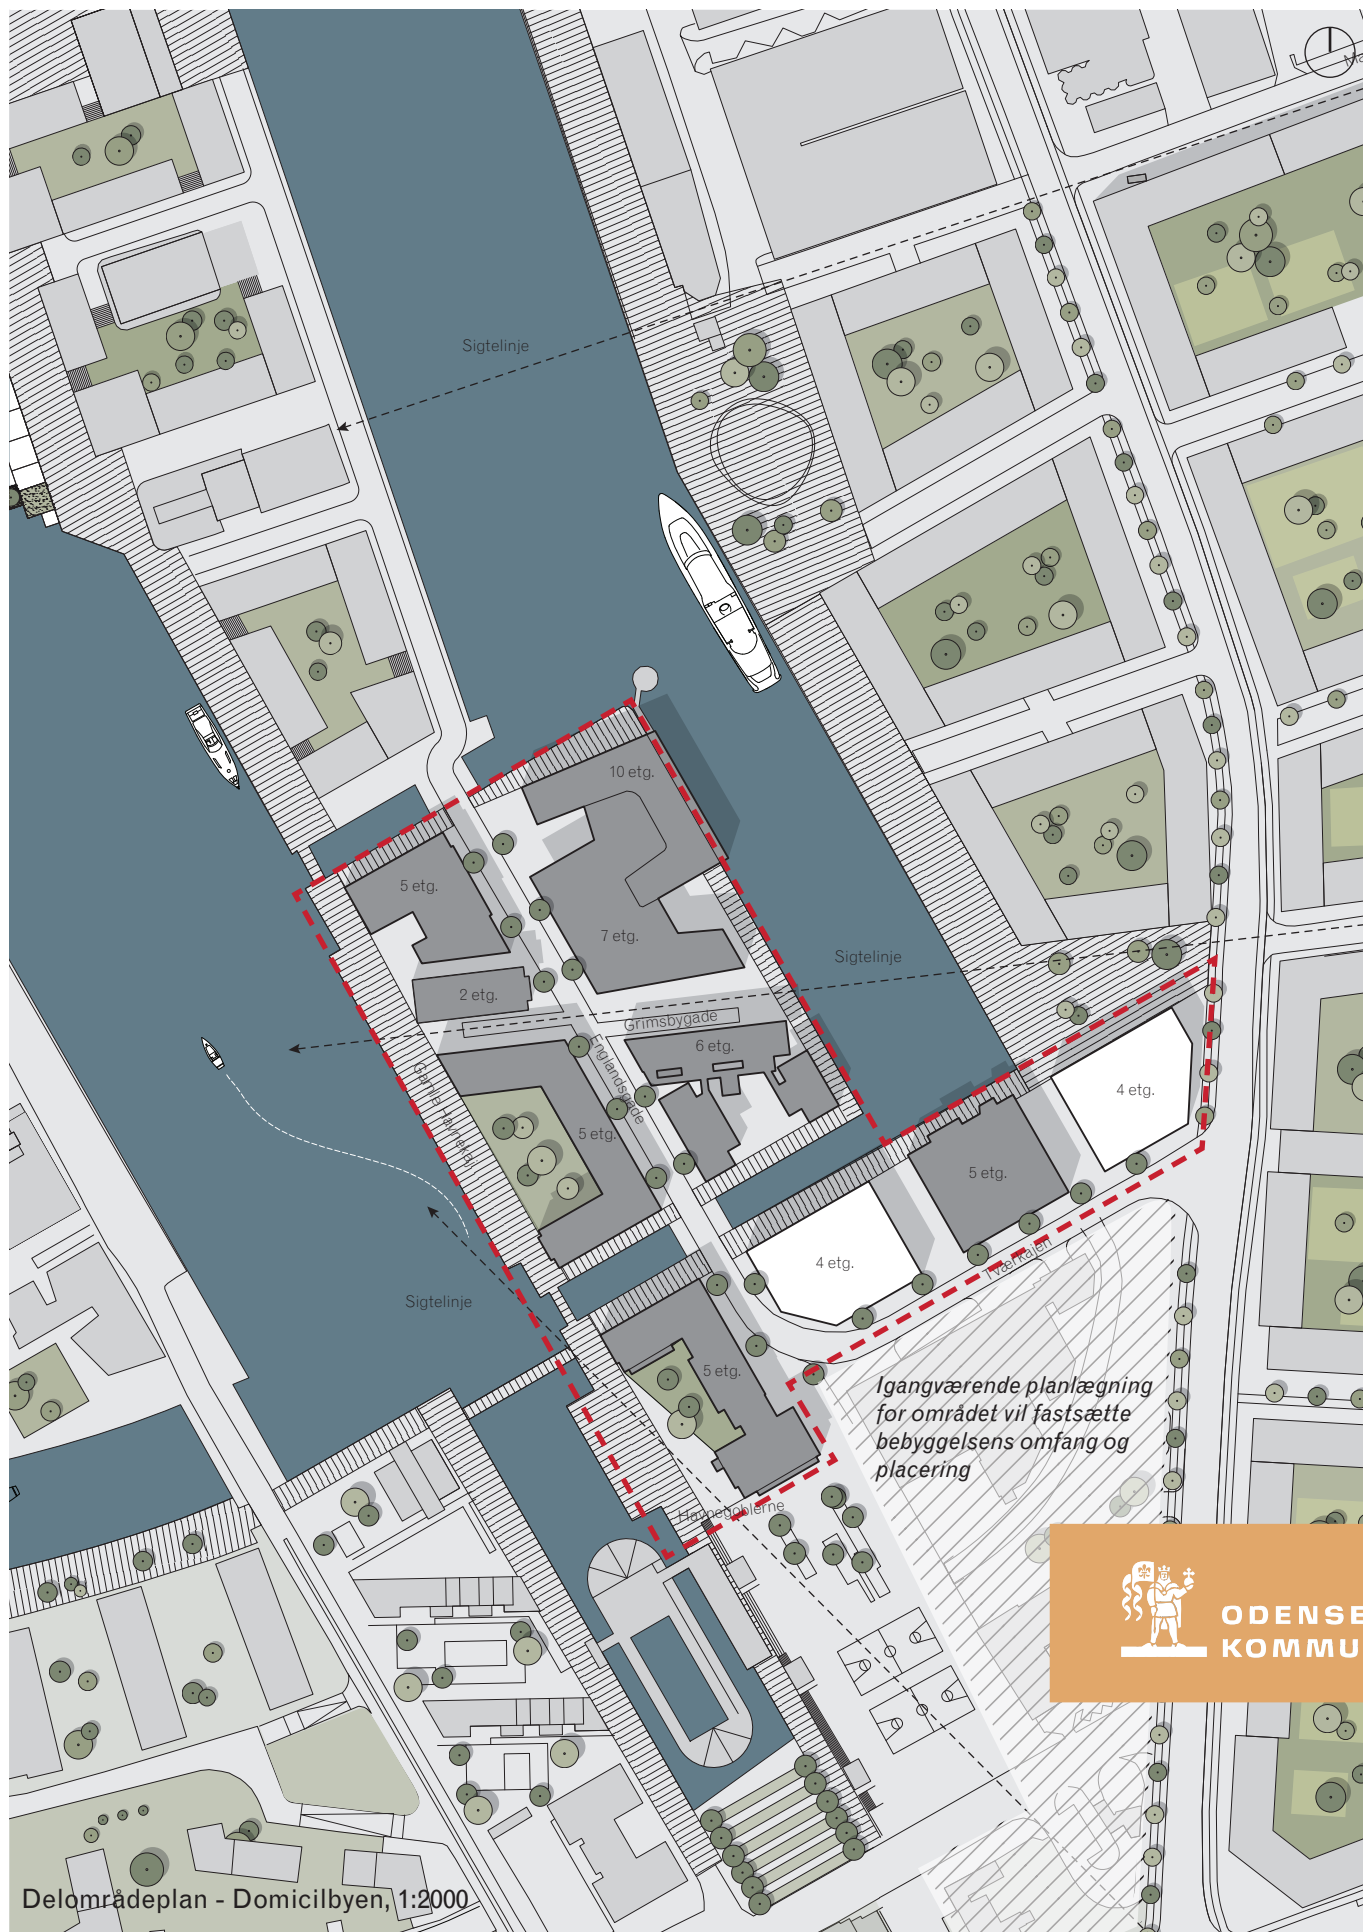 Sigtelinje
10 etg.
5 etg.
7 etg.
Sigtelinje
2 etg.
Grimsbygade
6 etg.
Englandsgade
Gamle Havnekaj
4 etg.
5 etg.
5 etg.
Tværkajen
4 etg.
Sigtelinje
5 etg.
Igangværende planlægning
for området vil fastsætte
bebyggelsens omfang og
placering
Havnegoblerne
ODENSE
KOMMU
Delområdeplan - Domicilbyen, 1:2000